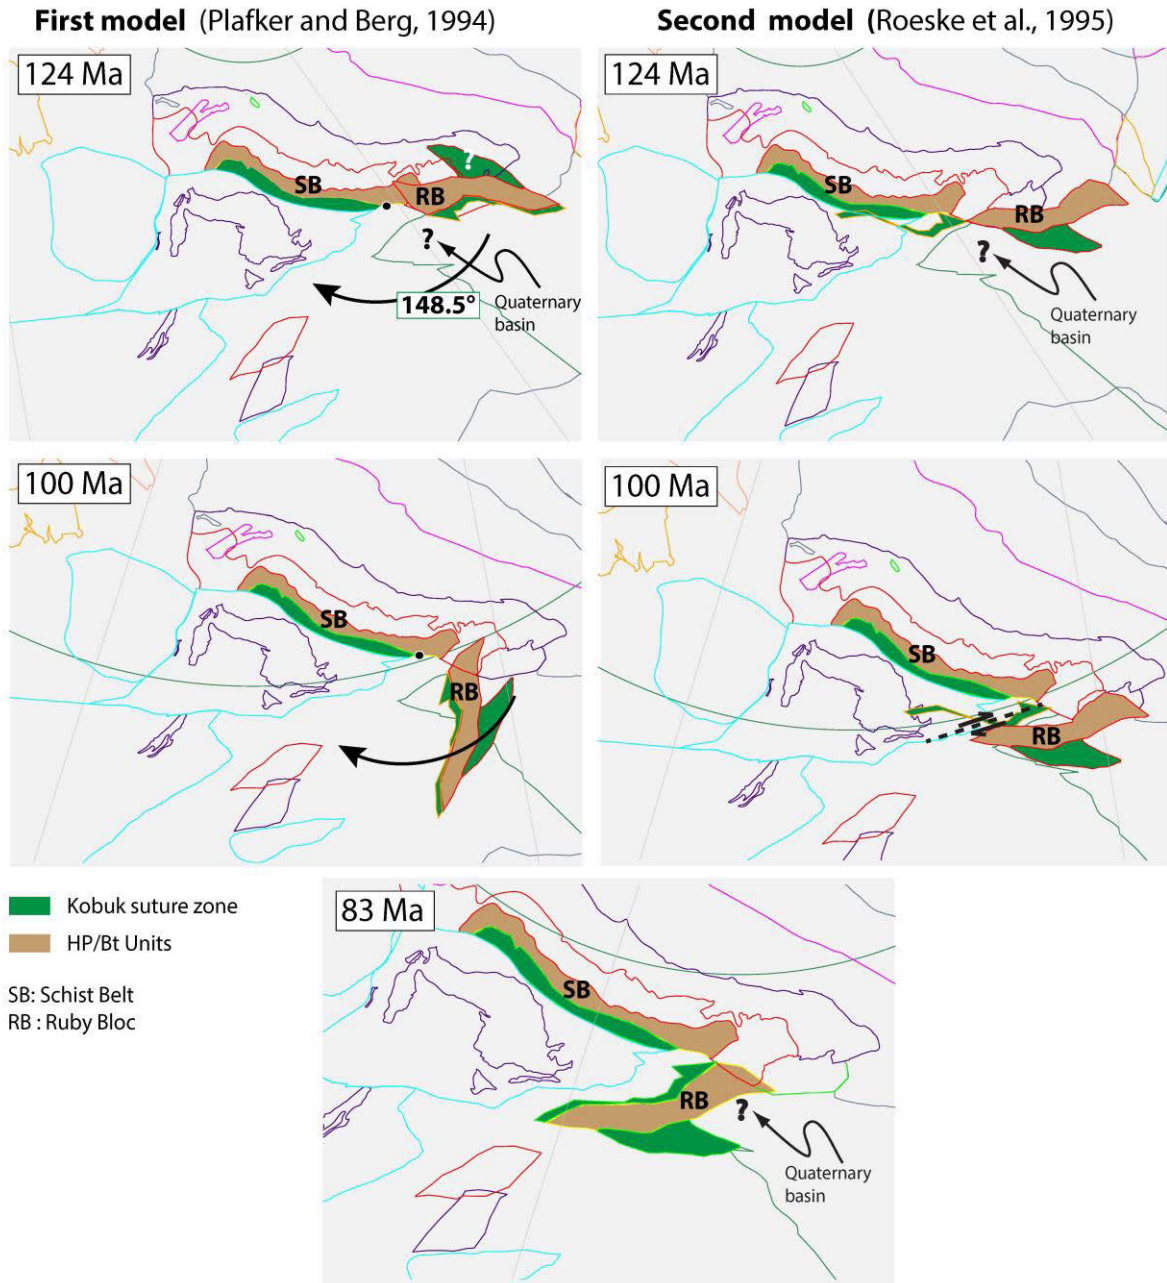 First model (Plafker and Berg, 1994)
Second model (Roeske et al., 1995)
124 Ma
?
SB
RB
?
148.5°
Quaternary
basin
124 Ma
SB
RB
?
Quaternary
basin
100 Ma
SB
RB
100 Ma
SB
RB
Kobuk suture zone
HP/Bt Units
SB: Schist Belt
RB : Ruby Bloc
83 Ma
SB
RB
?
Quaternary
basin